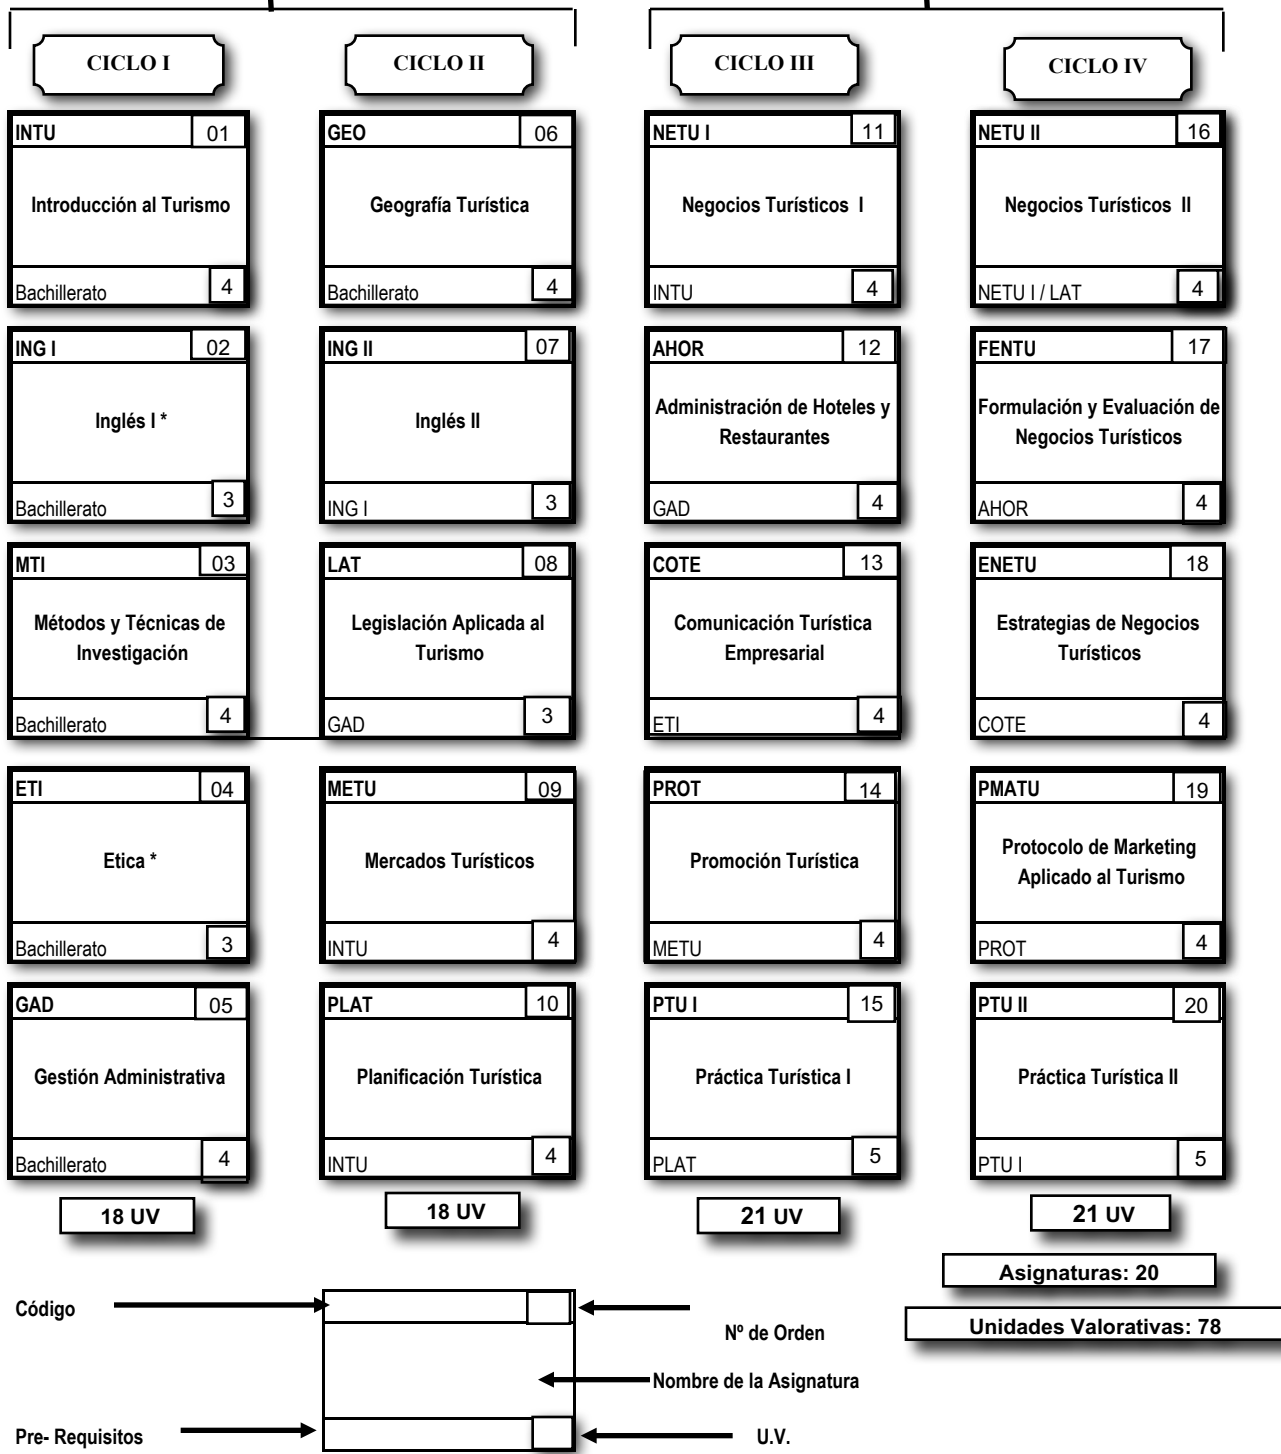 CICLO I
CICLO II
CICLO III
CICLO IV
INTU 01
Introducción al Turismo
Bachillerato 4
GEO 06
Geografía Turística
Bachillerato 4
NETU I 11
Negocios Turísticos I
INTU 4
NETU II 16
Negocios Turísticos II
NETU I / LAT 4
ING I 02
Inglés I *
Bachillerato 3
ING II 07
Inglés II
ING I 3
AHOR 12
Administración de Hoteles y
Restaurantes
GAD 4
FENTU 17
Formulación y Evaluación de
Negocios Turísticos
AHOR 4
MTI 03
Métodos y Técnicas de
Investigación
Bachillerato 4
LAT 08
Legislación Aplicada al
Turismo
GAD 3
COTE 13
Comunicación Turística
Empresarial
ETI 4
ENETU 18
Estrategias de Negocios
Turísticos
COTE 4
ETI 04
Etica *
Bachillerato 3
METU 09
Mercados Turísticos
INTU 4
PROT 14
Promoción Turística
METU 4
PMATU 19
Protocolo de Marketing
Aplicado al Turismo
PROT 4
GAD 05
Gestión Administrativa
Bachillerato 4
PLAT 10
Planificación Turística
INTU 4
PTU I 15
Práctica Turística I
PLAT 5
PTU II 20
Práctica Turística II
PTU I 5
18 UV
18 UV
21 UV
21 UV
Asignaturas: 20
Unidades Valorativas: 78
Código
Nº de Orden
Nombre de la Asignatura
Pre- Requisitos
U.V.